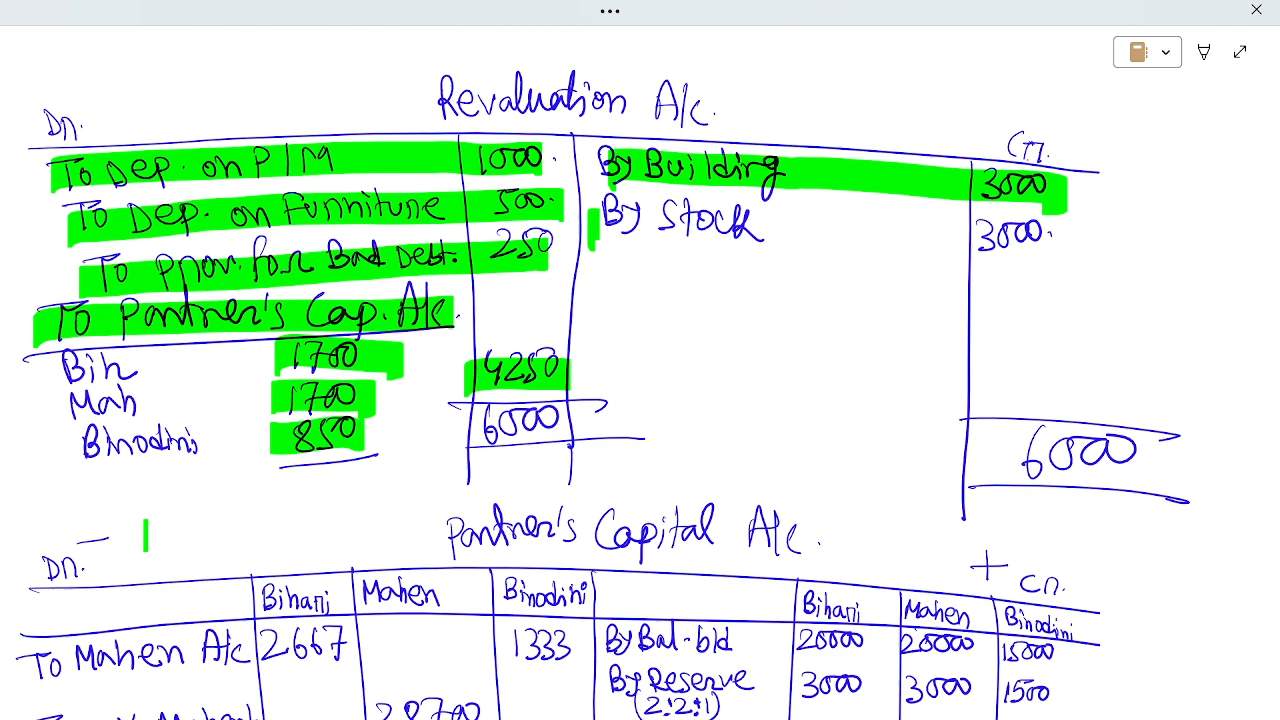 Revaluation A/c.
Dr. Cr.
To Dep. on P/M 1000. By Building 3000
To Dep. on Furniture 500. By Stock 3000.
To Prov. for Bad Debt. 250
To Partner's Cap. A/c.
Bih 1700 4250
Mah 1700 6000
Binodini 850 6000
Partner's Capital A/c.
Dr. - + Cr.
Bihari Mahen Binodini Bihari Mahen Binodini
To Mahen A/c 2667 1333 By Bal. b/d 20000 20000 15000
By Reserve 3000 3000 1500
(2:2:1)
28700